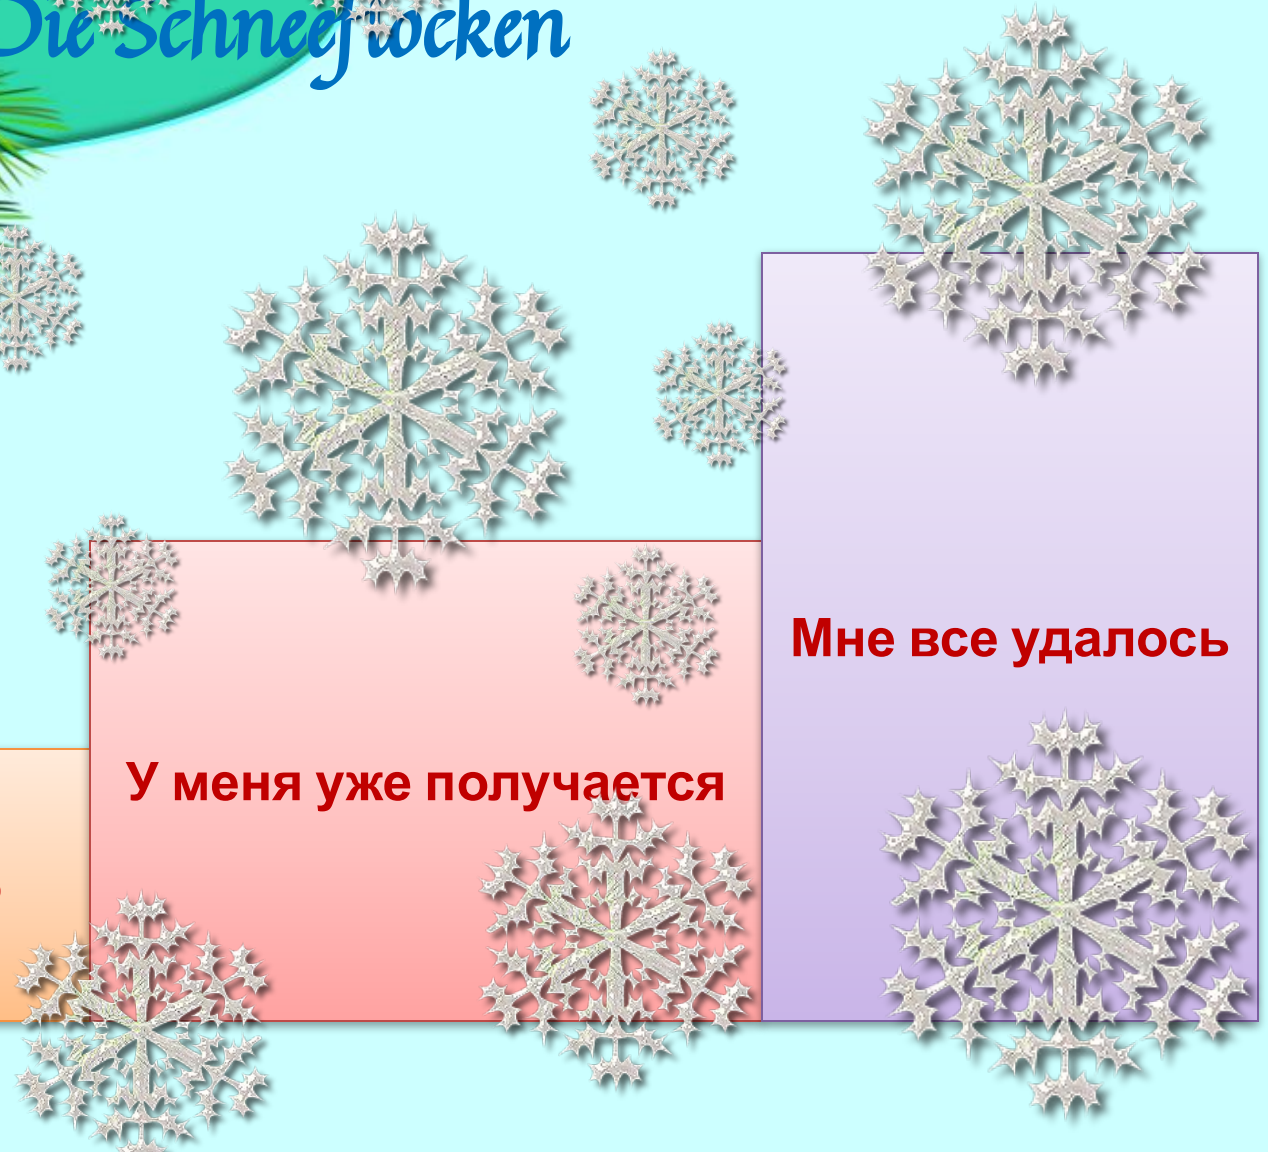 Die Schneeflocken
Мне все удалось
У меня уже получается